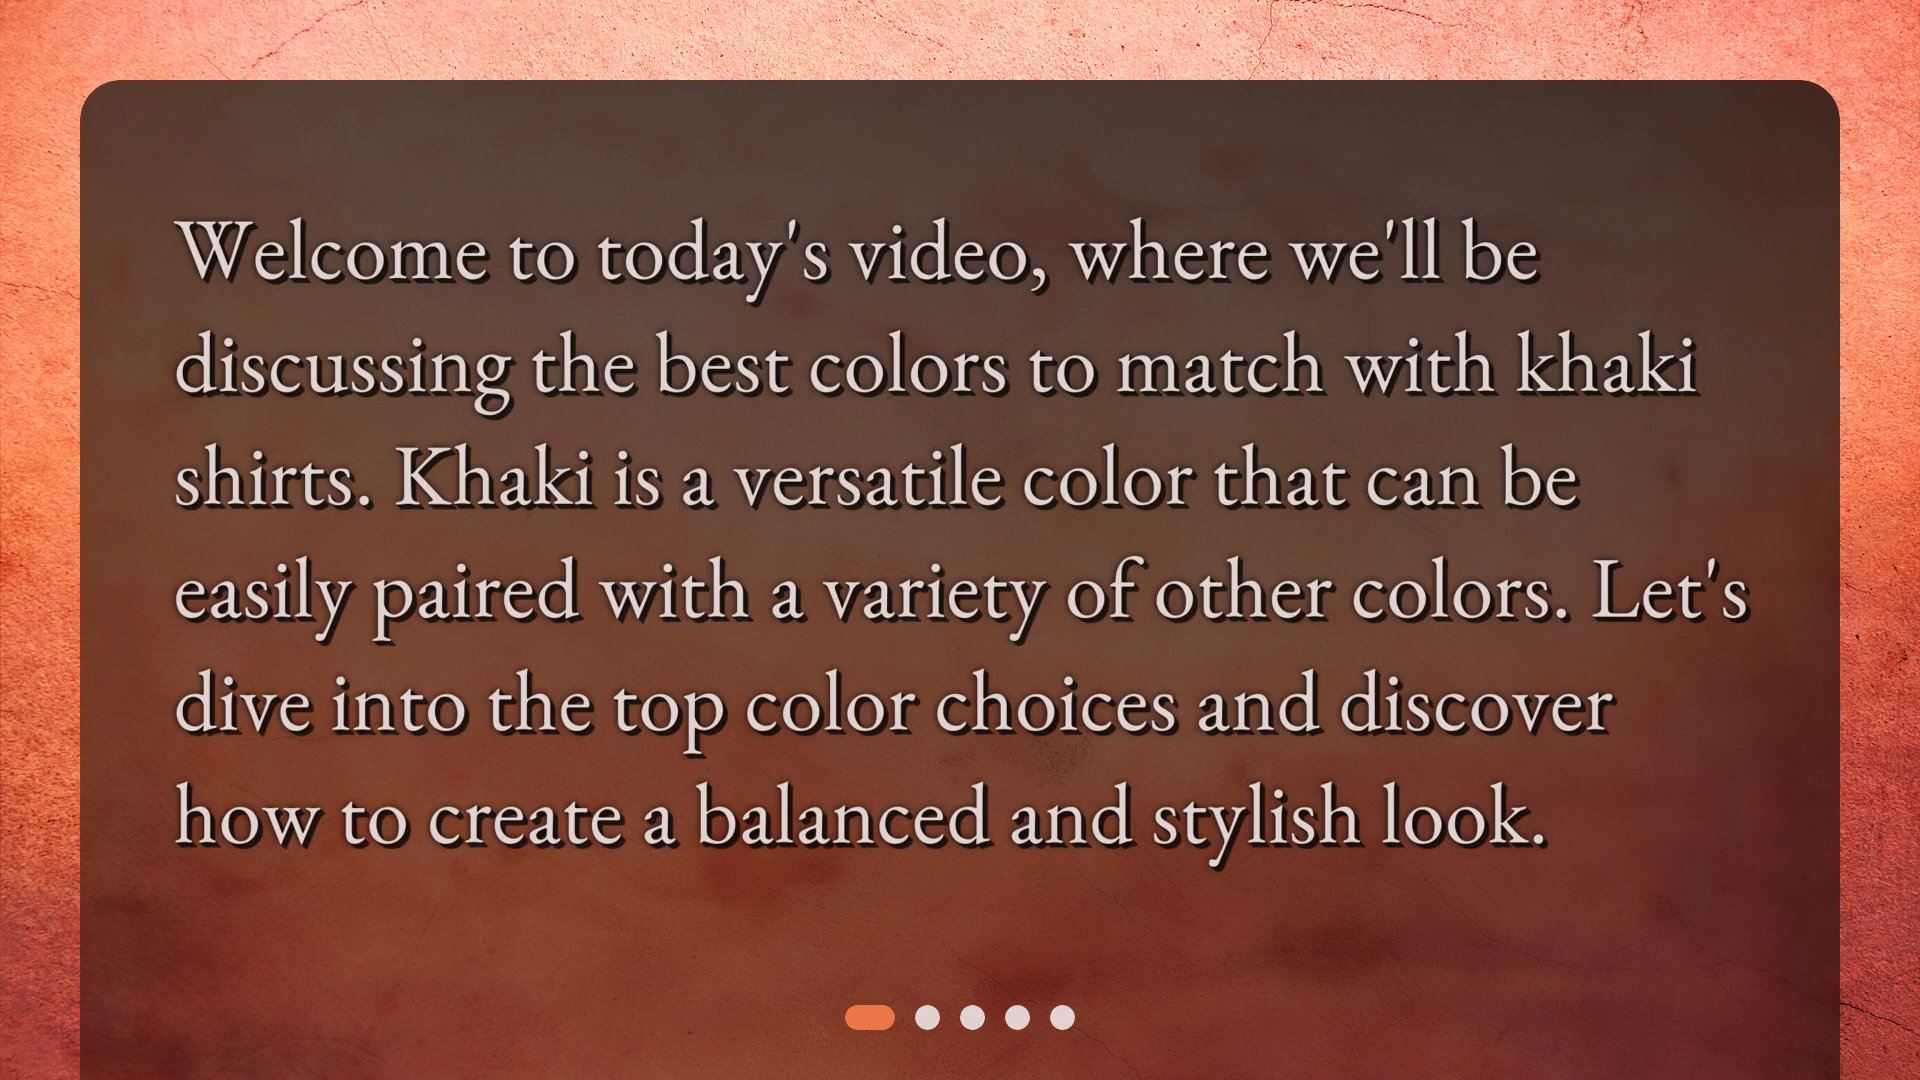 Welcome to today's video, where we'll be
discussing the best colors to match with khaki
shirts. Khaki is a versatile color that can be
easily paired with a variety of other colors. Let's
dive into the top color choices and discover
how to create a balanced and stylish look.